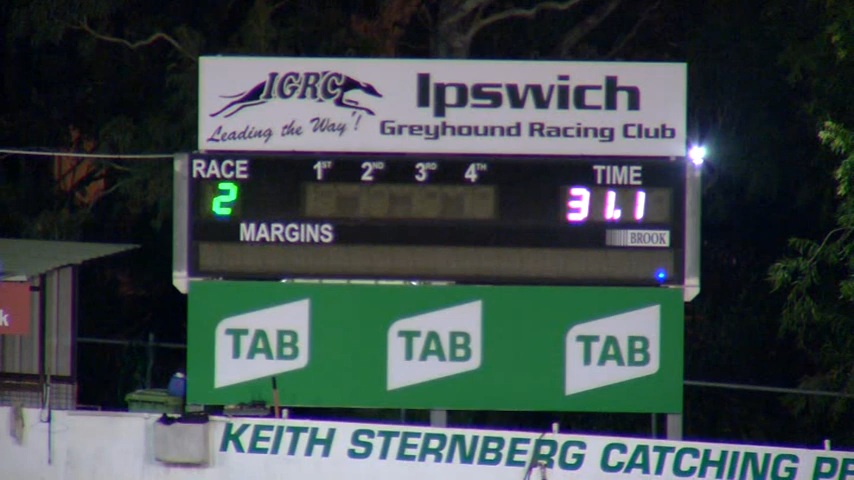 IGRC
Leading the Way!
Ipswich
Greyhound Racing Club
RACE 1ST 2ND 3RD 4TH TIME
2 31.1
MARGINS BROOK
TAB TAB TAB
k
KEITH STERNBERG CATCHING PE